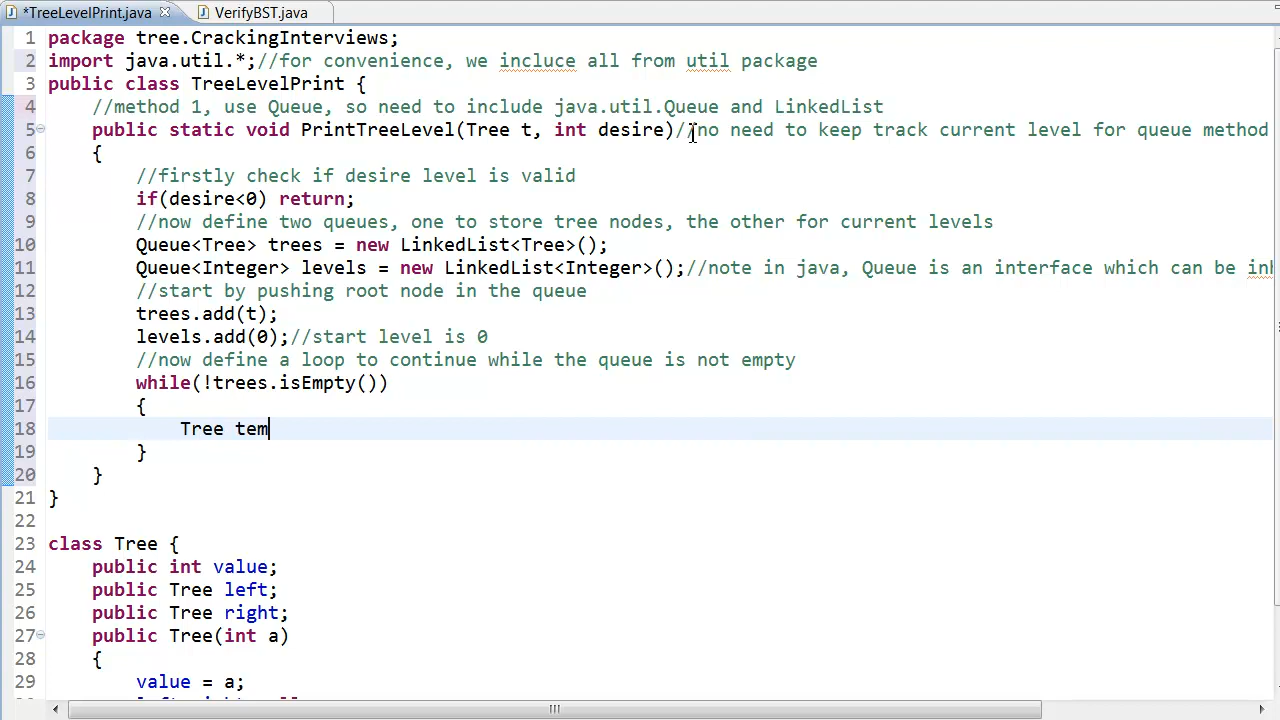 *TreeLevelPrint.java VerifyBST.java
1 package tree.CrackingInterviews;
2 import java.util.*;//for convenience, we incluce all from util package
3 public class TreeLevelPrint {
4 //method 1, use Queue, so need to include java.util.Queue and LinkedList
5 public static void PrintTreeLevel(Tree t, int desire)//no need to keep track current level for queue method
6 {
7 //firstly check if desire level is valid
8 if(desire<0) return;
9 //now define two queues, one to store tree nodes, the other for current levels
10 Queue<Tree> trees = new LinkedList<Tree>();
11 Queue<Integer> levels = new LinkedList<Integer>();//note in java, Queue is an interface which can be
12 //start by pushing root node in the queue
13 trees.add(t);
14 levels.add(0);//start level is 0
15 //now define a loop to continue while the queue is not empty
16 while(!trees.isEmpty())
17 {
18 Tree tem
19 }
20 }
21 }
22
23 class Tree {
24 public int value;
25 public Tree left;
26 public Tree right;
27 public Tree(int a)
28 {
29 value = a;